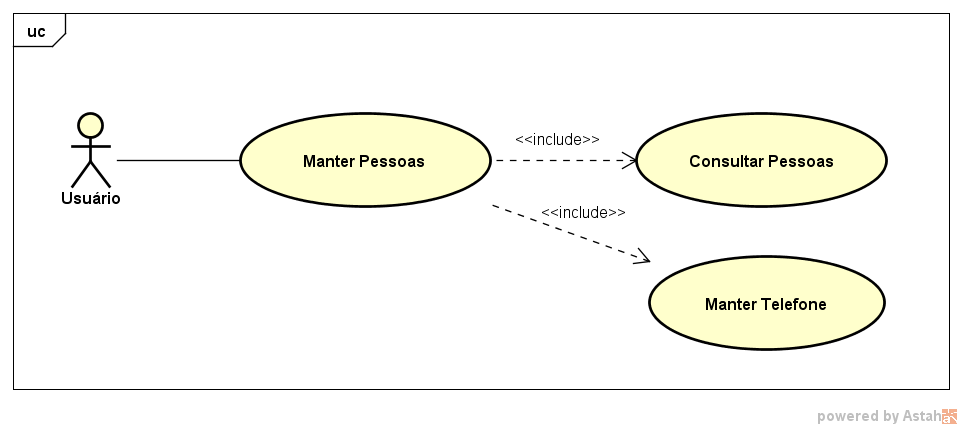 uc
<<include>>
Manter Pessoas
Consultar Pessoas
Usuário
<<include>>
Manter Telefone
powered by Astah